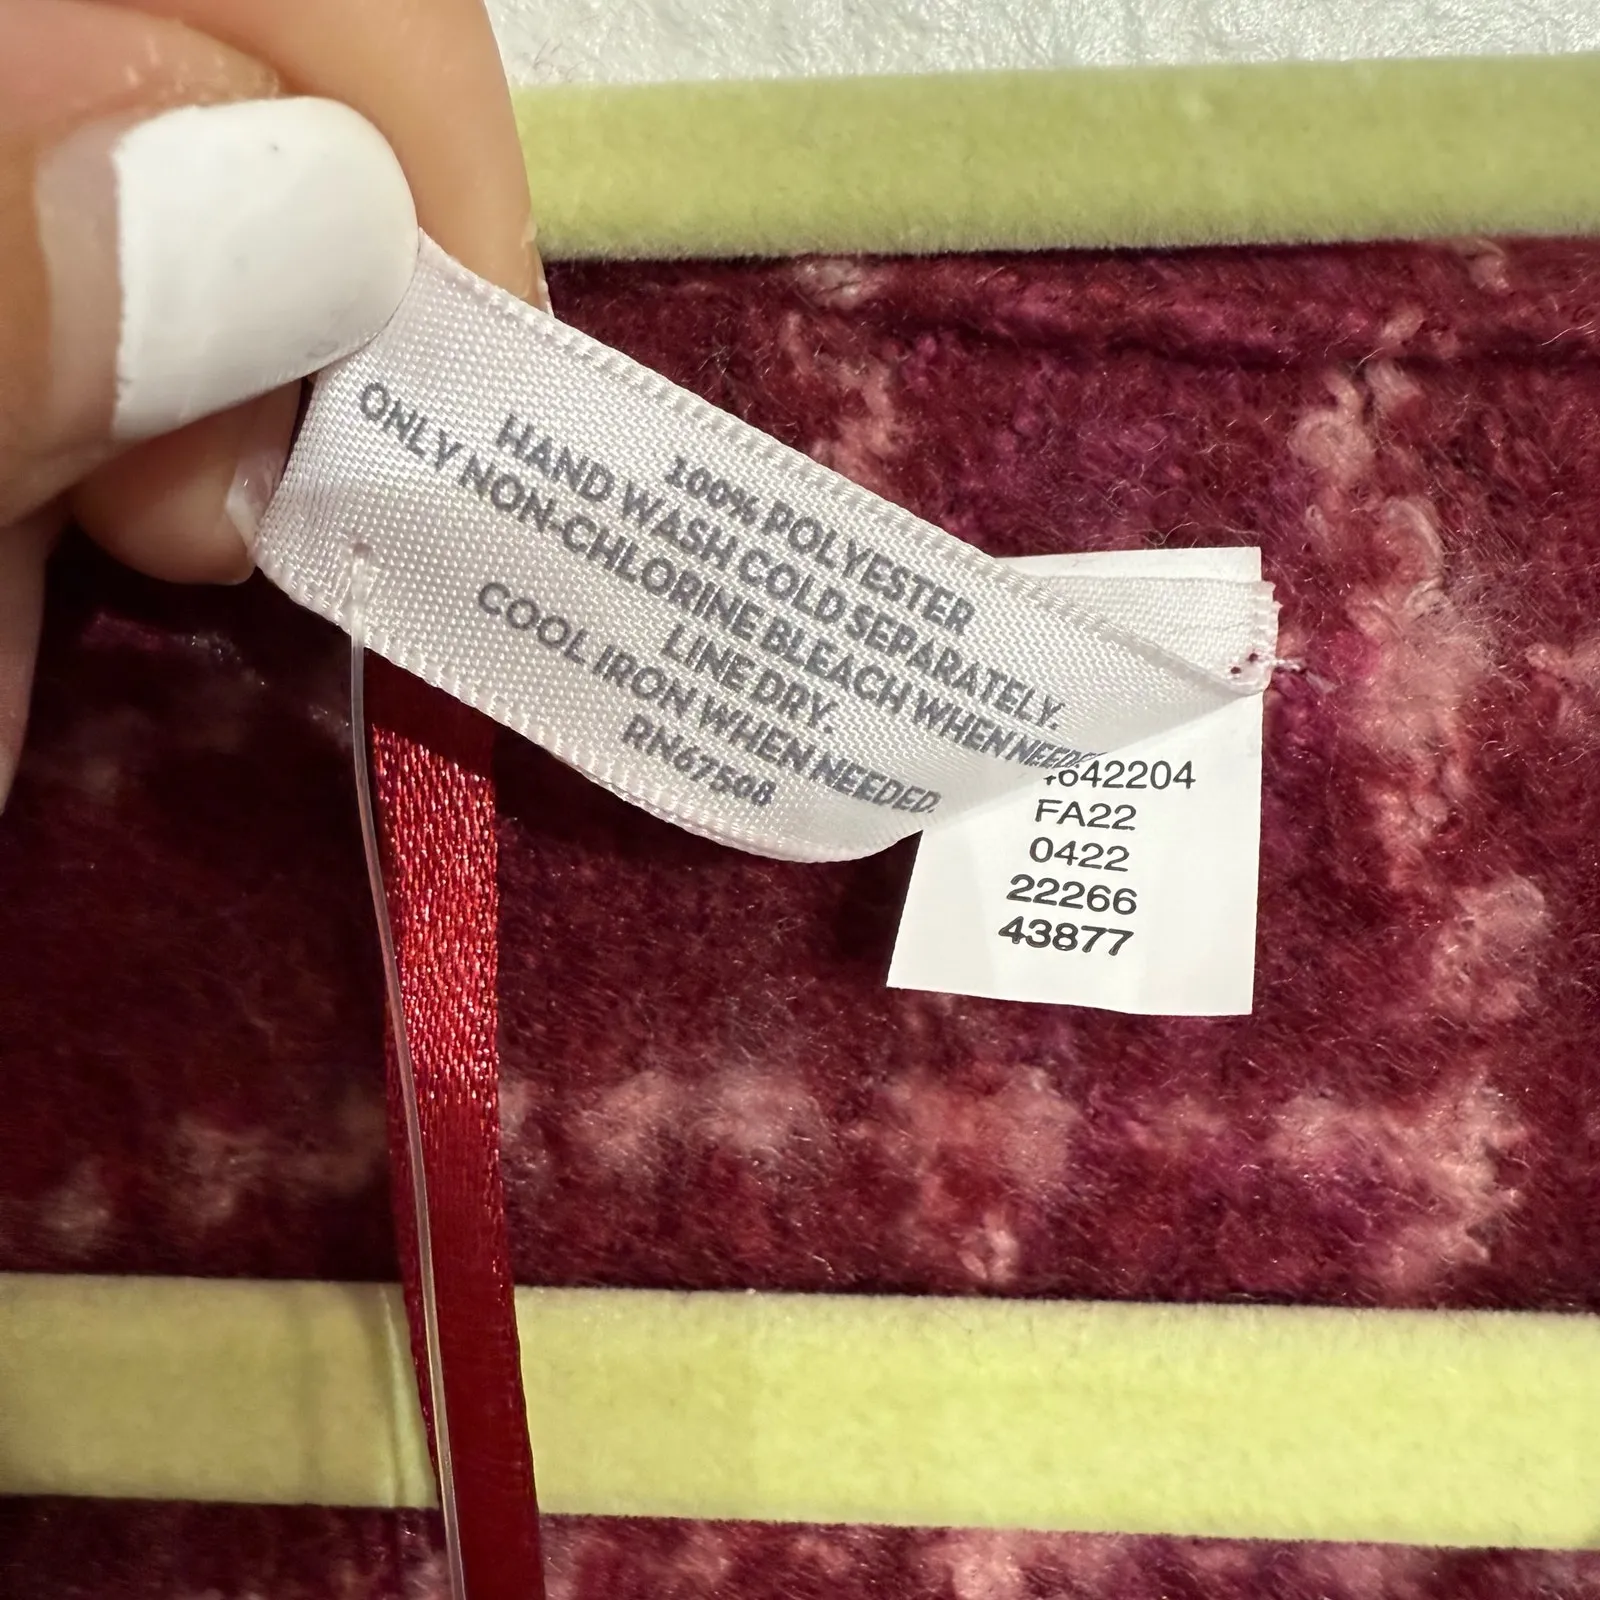 100% POLYESTER
HAND WASH COLD SEPARATELY.
ONLY NON-CHLORINE BLEACH WHEN
LINE DRY.
COOL IRON WHEN NEEDED.
RN67508
FA22
0422
22266
43877